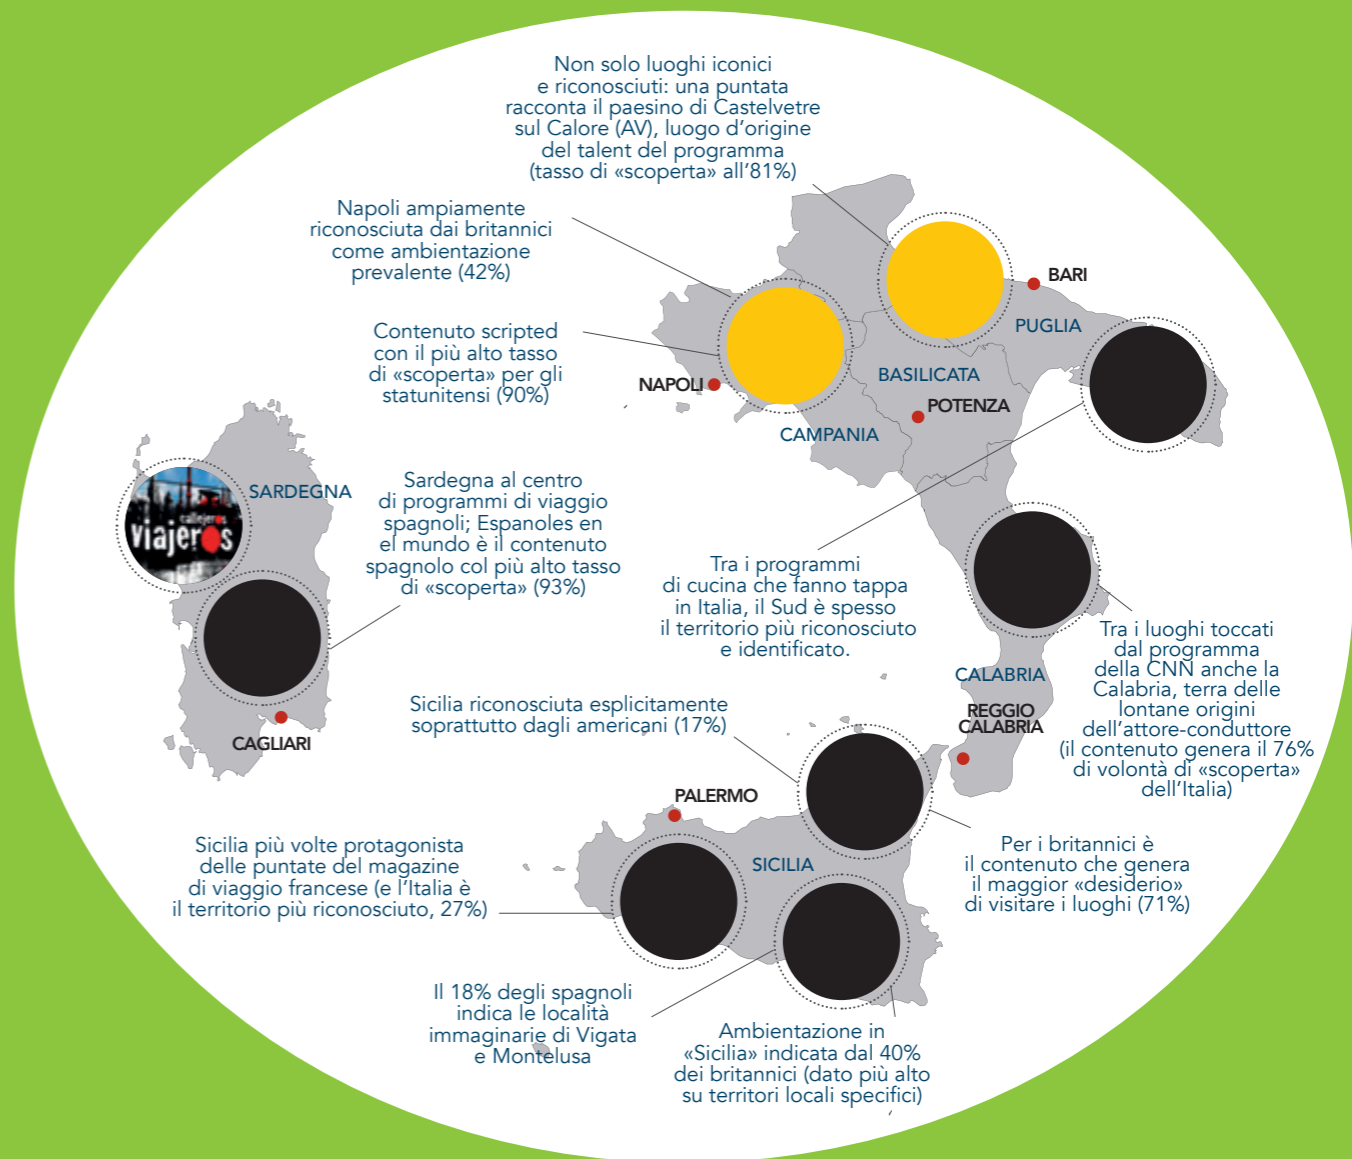 Non solo luoghi iconici
e riconosciuti: una puntata
racconta il paesino di Castelvetre
sul Calore (AV), luogo d'origine
del talent del programma
(tasso di «scoperta» all'81%)
Napoli ampiamente
riconosciuta dai britannici
come ambientazione
prevalente (42%)
Contenuto scripted
con il più alto tasso
di «scoperta» per gli
statunitensi (90%)
BARI
PUGLIA
BASILICATA
NAPOLI
POTENZA
CAMPANIA
SARDEGNA
callejeros
viajeros
Sardegna al centro
di programmi di viaggio
spagnoli; Espanoles en
el mundo è il contenuto
spagnolo col più alto tasso
di «scoperta» (93%)
CAGLIARI
Tra i programmi
di cucina che fanno tappa
in Italia, il Sud è spesso
il territorio più riconosciuto
e identificato.
Tra i luoghi toccati
dal programma
della CNN anche la
Calabria, terra delle
lontane origini
dell'attore-conduttore
(il contenuto genera il 76%
di volontà di «scoperta»
dell'Italia)
CALABRIA
REGGIO
CALABRIA
Sicilia riconosciuta esplicitamente
soprattutto dagli americani (17%)
PALERMO
SICILIA
Sicilia più volte protagonista
delle puntate del magazine
di viaggio francese (e l'Italia è
il territorio più riconosciuto, 27%)
Per i britannici è
il contenuto che genera
il maggior «desiderio»
di visitare i luoghi (71%)
Il 18% degli spagnoli
indica le località
immaginarie di Vigata
e Montelusa
Ambientazione in
«Sicilia» indicata dal 40%
dei britannici (dato più alto
su territori locali specifici)